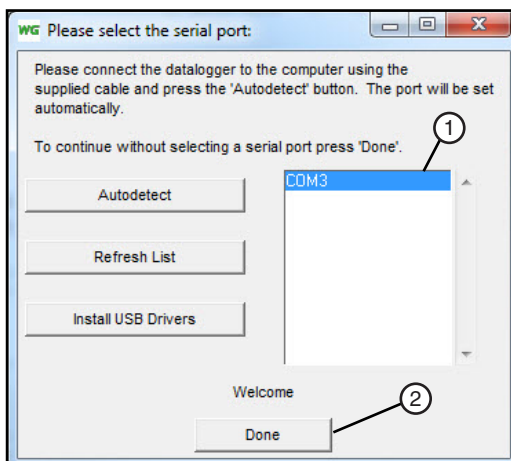 WG Please select the serial port:
Please connect the datalogger to the computer using the
supplied cable and press the 'Autodetect' button. The port will be set
automatically.
1
To continue without selecting a serial port press 'Done'.
COM3
Autodetect
Refresh List
Install USB Drivers
Welcome
2
Done